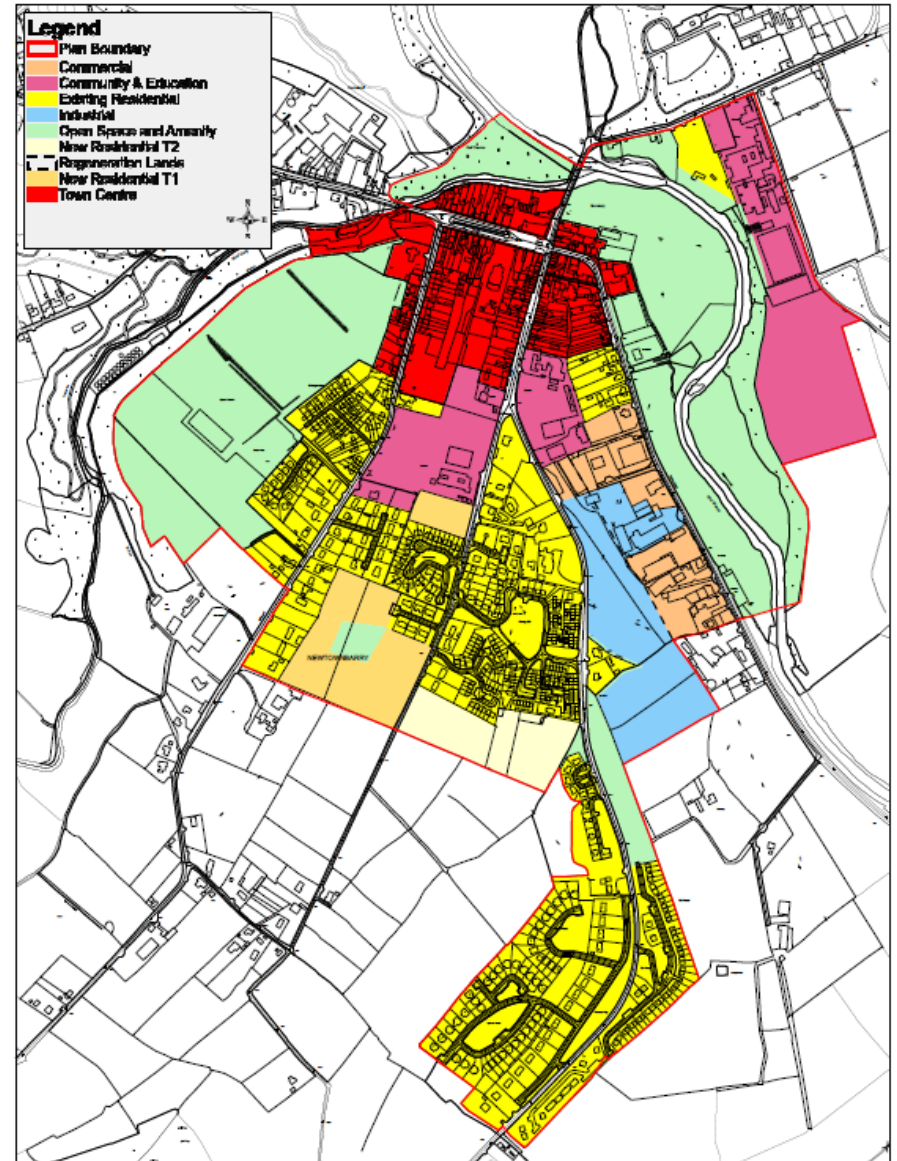 Legend
Plan Boundary
Commercial
Community & Education
Existing Residential
Industrial
Open Space and Amenity
New Residential T2
Regeneration Lands
New Residential T1
Town Centre
N
W E
S
NEWTOWNBARRY